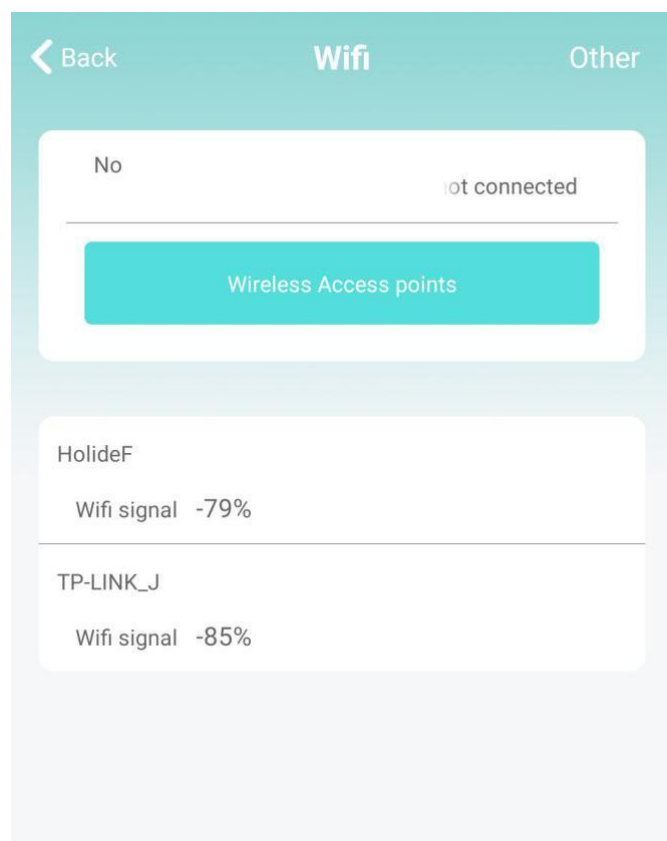 Back
Wifi
Other
No
ot connected
Wireless Access points
HolideF
Wifi signal -79%
TP-LINK_J
Wifi signal -85%